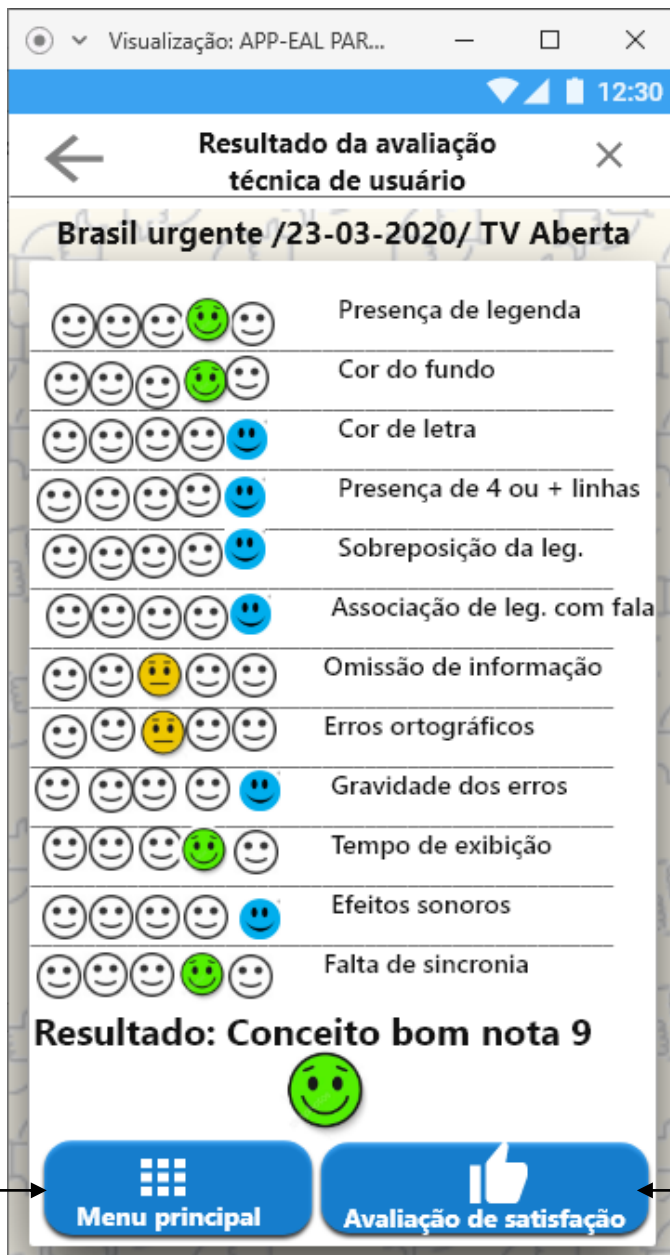 Visualização: APP-EAL PAR...
12:30
Resultado da avaliação
técnica de usuário
Brasil urgente /23-03-2020/ TV Aberta
Presença de legenda
Cor do fundo
Cor de letra
Presença de 4 ou + linhas
Sobreposição da leg.
Associação de leg. com fala
Omissão de informação
Erros ortográficos
Gravidade dos erros
Tempo de exibição
Efeitos sonoros
Falta de sincronia
Resultado: Conceito bom nota 9
Menu principal
Avaliação de satisfação